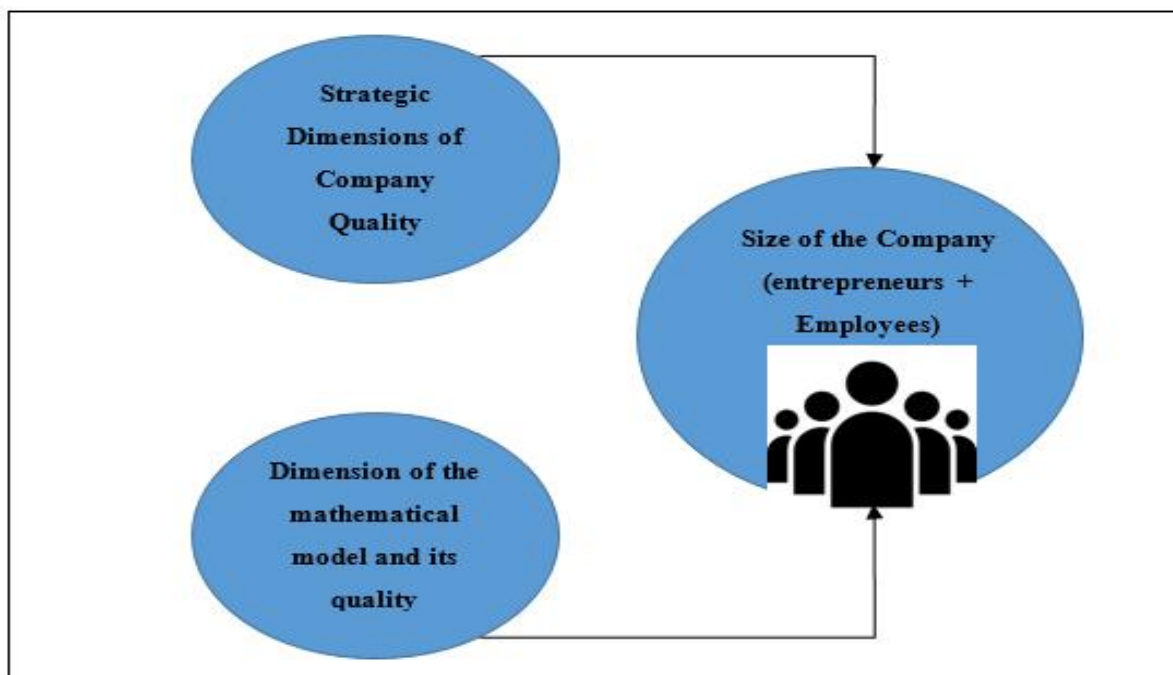 Strategic
Dimensions of
Company
Quality
Size of the Company
(entrepreneurs +
Employees)
Dimension of the
mathematical
model and its
quality